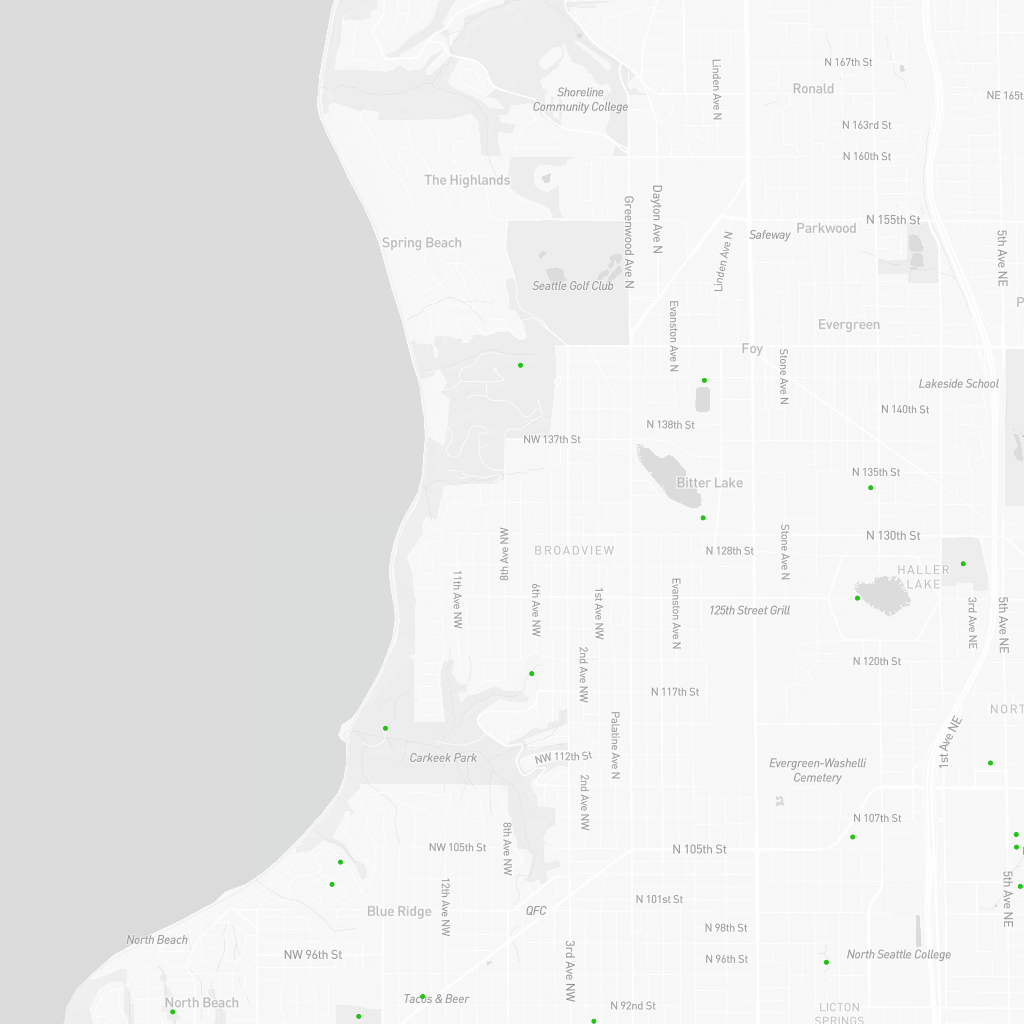 N 167th St
Linden Ave N
Ronald
Shoreline
Community College
NE 165t
N 163rd St
N 160th St
The Highlands
Greenwood Ave N
Dayton Ave N
N 155th St
Parkwood
Safeway
Linden Ave N
Spring Beach
5th Ave NE
Seattle Golf Club
P
Evanston Ave N
Evergreen
Foy
Stone Ave N
Lakeside School
N 140th St
N 138th St
NW 137th St
N 135th St
Bitter Lake
8th Ave NW
Stone Ave N
N 130th St
BROADVIEW
N 128th St
HALLER
LAKE
11th Ave NW
6th Ave NW
1st Ave NW
Evanston Ave N
125th Street Grill
3rd Ave NE
5th Ave NE
2nd Ave NW
N 120th St
N 117th St
NORT
Palatine Ave N
1st Ave NE
Carkeek Park
NW 112th St
Evergreen-Washelli
Cemetery
2nd Ave NW
N 107th St
8th Ave NW
NW 105th St
N 105th St
12th Ave NW
5th Ave NE
N 101st St
Blue Ridge
QFC
N 98th St
North Beach
3rd Ave NW
NW 96th St
N 96th St
North Seattle College
Tacos & Beer
North Beach
N 92nd St
LICTON
SPRINGS